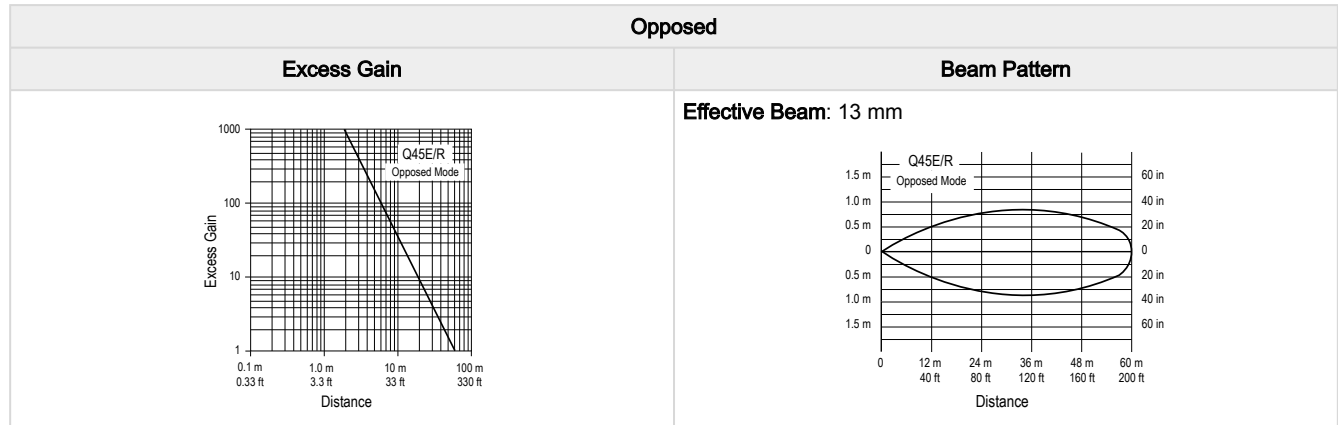 Opposed
Excess Gain
Beam Pattern
1000
100
10
1
Excess Gain
Q45E/R
Opposed Mode
0.1 m 1.0 m 10 m 100 m
0.33 ft 3.3 ft 33 ft 330 ft
Distance
Effective Beam: 13 mm
Q45E/R
Opposed Mode
1.5 m 60 in
1.0 m 40 in
0.5 m 20 in
0 0
0.5 m 20 in
1.0 m 40 in
1.5 m 60 in
0 12 m 24 m 36 m 48 m 60 m
40 ft 80 ft 120 ft 160 ft 200 ft
Distance